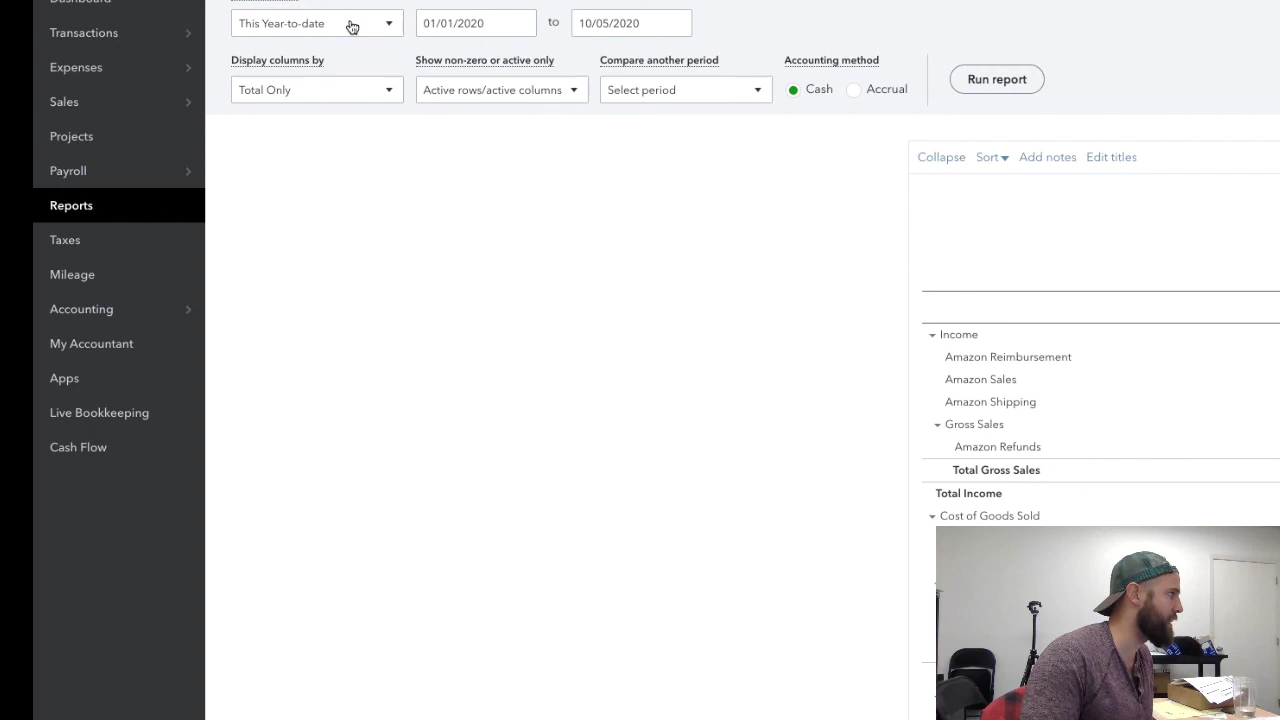 Dashboard
This Year-to-date 01/01/2020 to 10/05/2020
Transactions
Expenses
Display columns by Show non-zero or active only Compare another period Accounting method
Total Only Active rows/active columns Select period Cash Accrual Run report
Sales
Projects
Payroll
Reports
Taxes
Mileage
Accounting
My Accountant
Apps
Live Bookkeeping
Cash Flow
Collapse Sort Add notes Edit titles
Income
Amazon Reimbursement
Amazon Sales
Amazon Shipping
Gross Sales
Amazon Refunds
Total Gross Sales
Total Income
Cost of Goods Sold